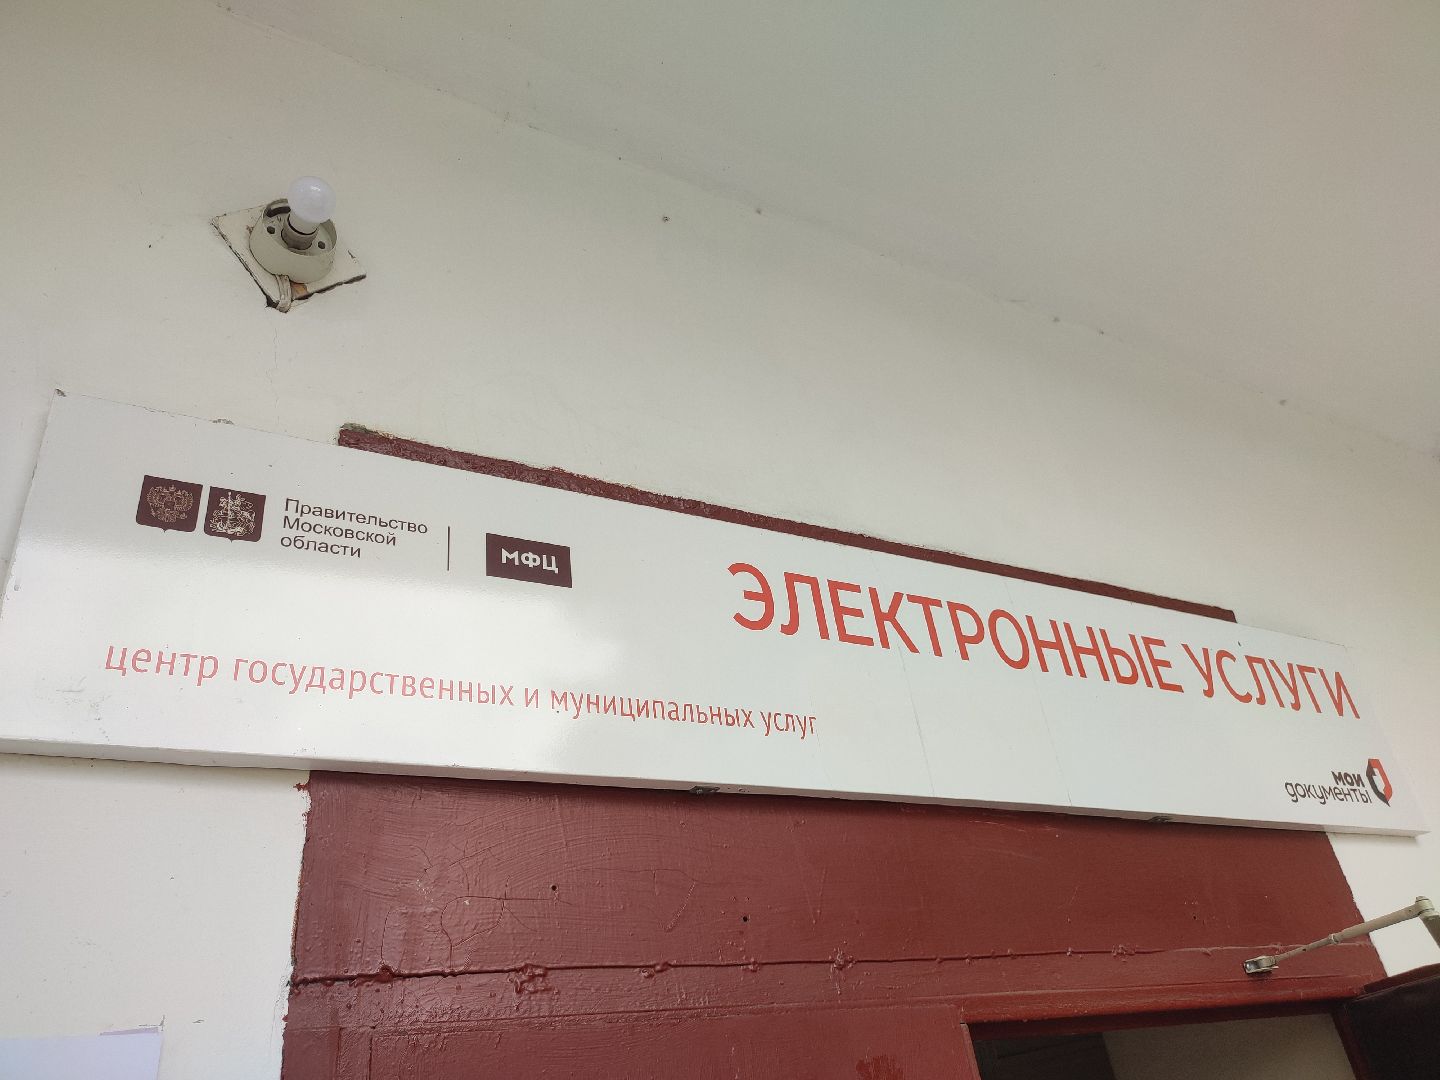 Правительство
Московской
области
МФЦ
ЭЛЕКТРОННЫЕ УСЛУГИ
центр государственных и муниципальных услуг
мои
документы